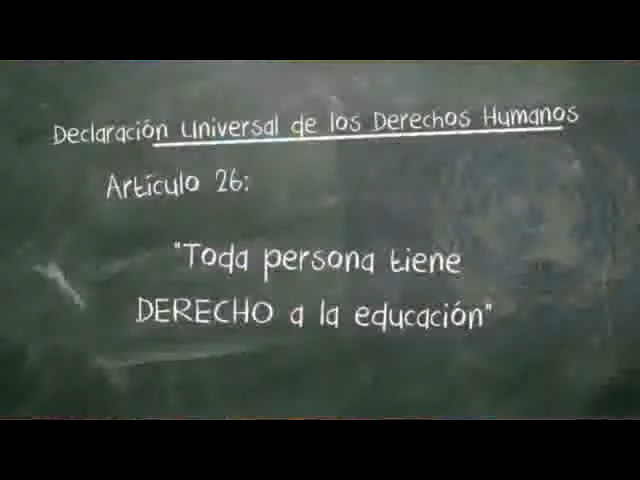 Declaración Universal de los Derechos Humanos
Artículo 26:
"Toda persona tiene
DERECHO a la educación"